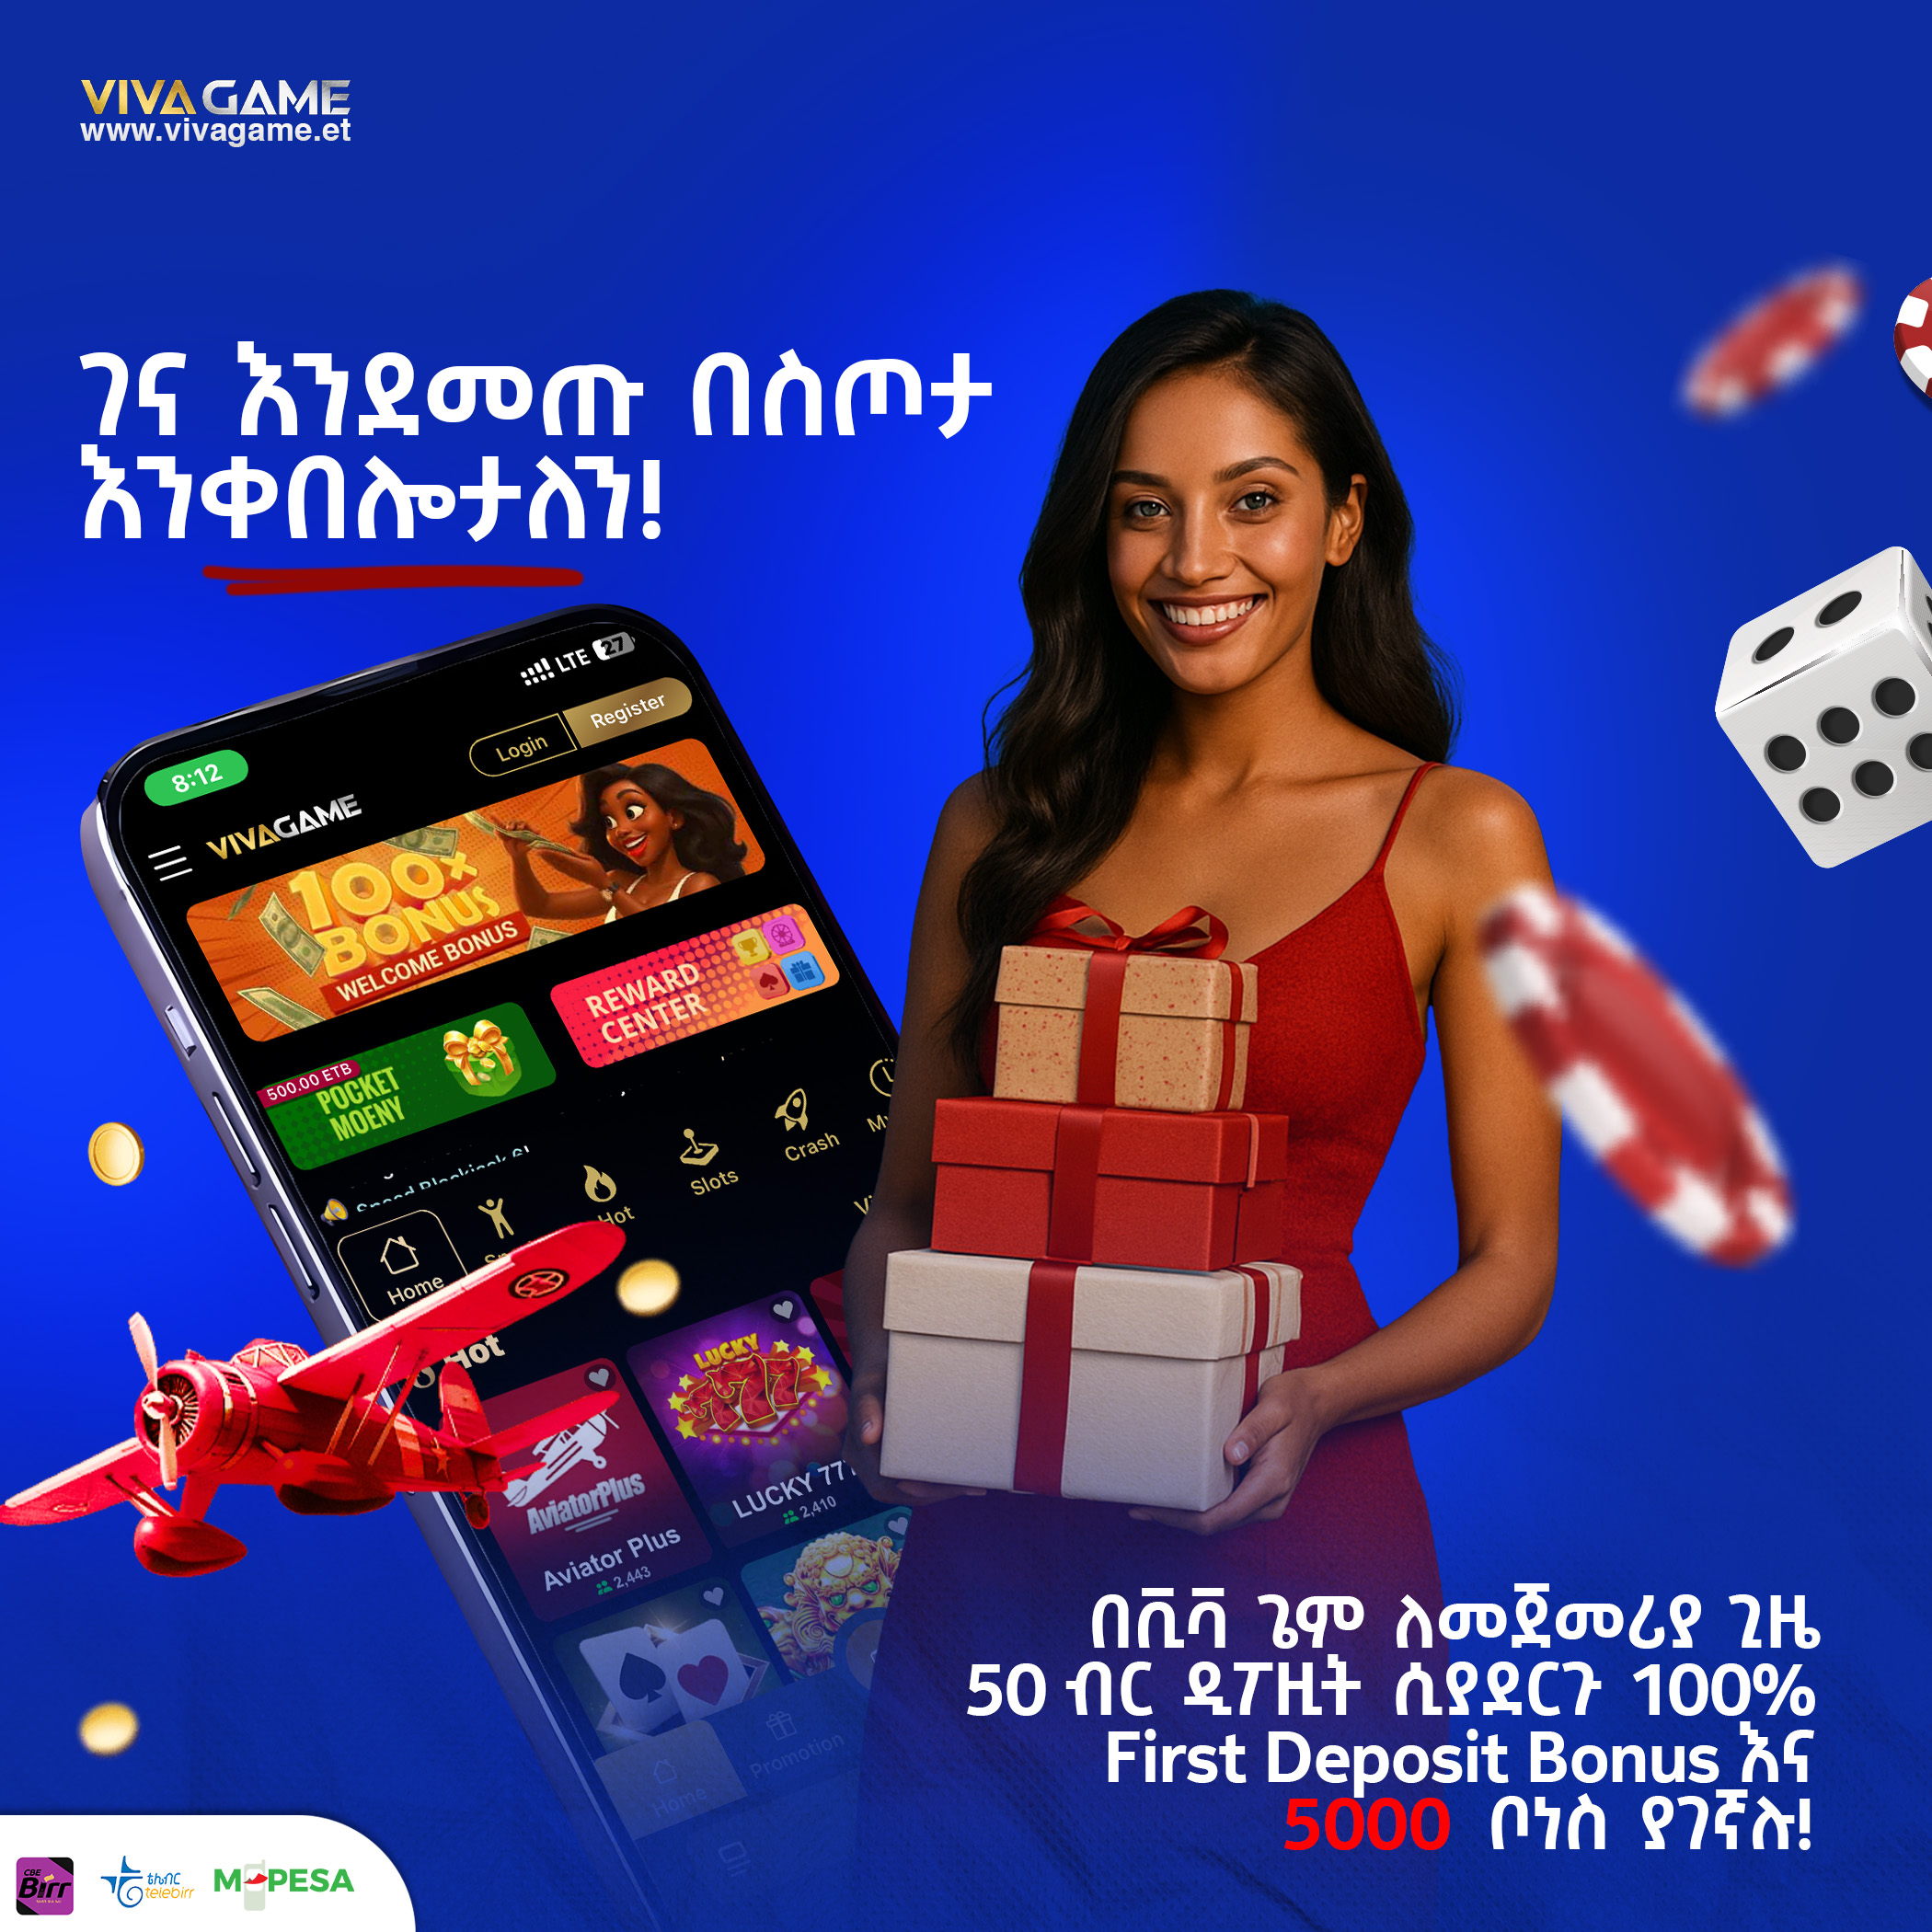 VIVAGAME
www.vivagame.et
ገና እንደመጡ በስጦታ
እንቀበሎታለን!
LTE 27
8:12
Login
Register
VIVAGAME
100x
BONUS
WELCOME BONUS
500.00 ETB
POCKET
MOENY
REWARD
CENTER
Home
Hot
Slots
Crash
Hot
LUCKY
777
AviatorPlus
Aviator Plus
2,443
LUCKY 777
2,410
Home
Promotion
በቪቫ ጌም ለመጀመሪያ ጊዜ
50 ብር ዲፖዚት ሲያደርጉ 100%
First Deposit Bonus እና
5000 ቦነስ ያገኛሉ!
CBE
Birr
ቴሌብር
telebirr
M-PESA